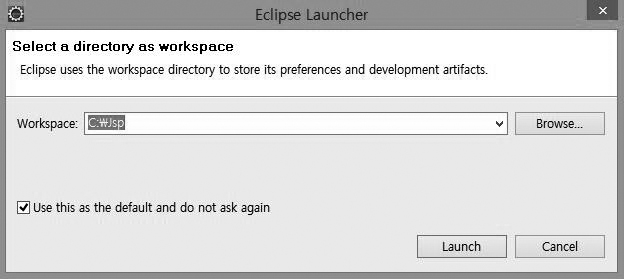 Eclipse Launcher
Select a directory as workspace
Eclipse uses the workspace directory to store its preferences and development artifacts.
Workspace: C:₩Jsp Browse...
Use this as the default and do not ask again
Launch Cancel